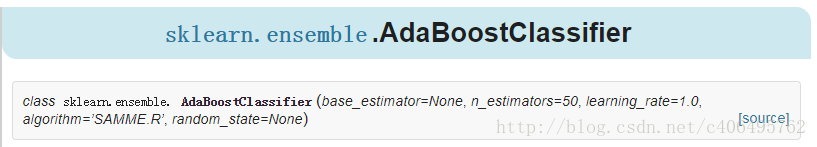 sklearn.ensemble.AdaBoostClassifier
class sklearn.ensemble. AdaBoostClassifier (base_estimator=None, n_estimators=50, learning_rate=1.0,
algorithm='SAMME.R', random_state=None)
[source]
http://blog.csdn.net/c406495762